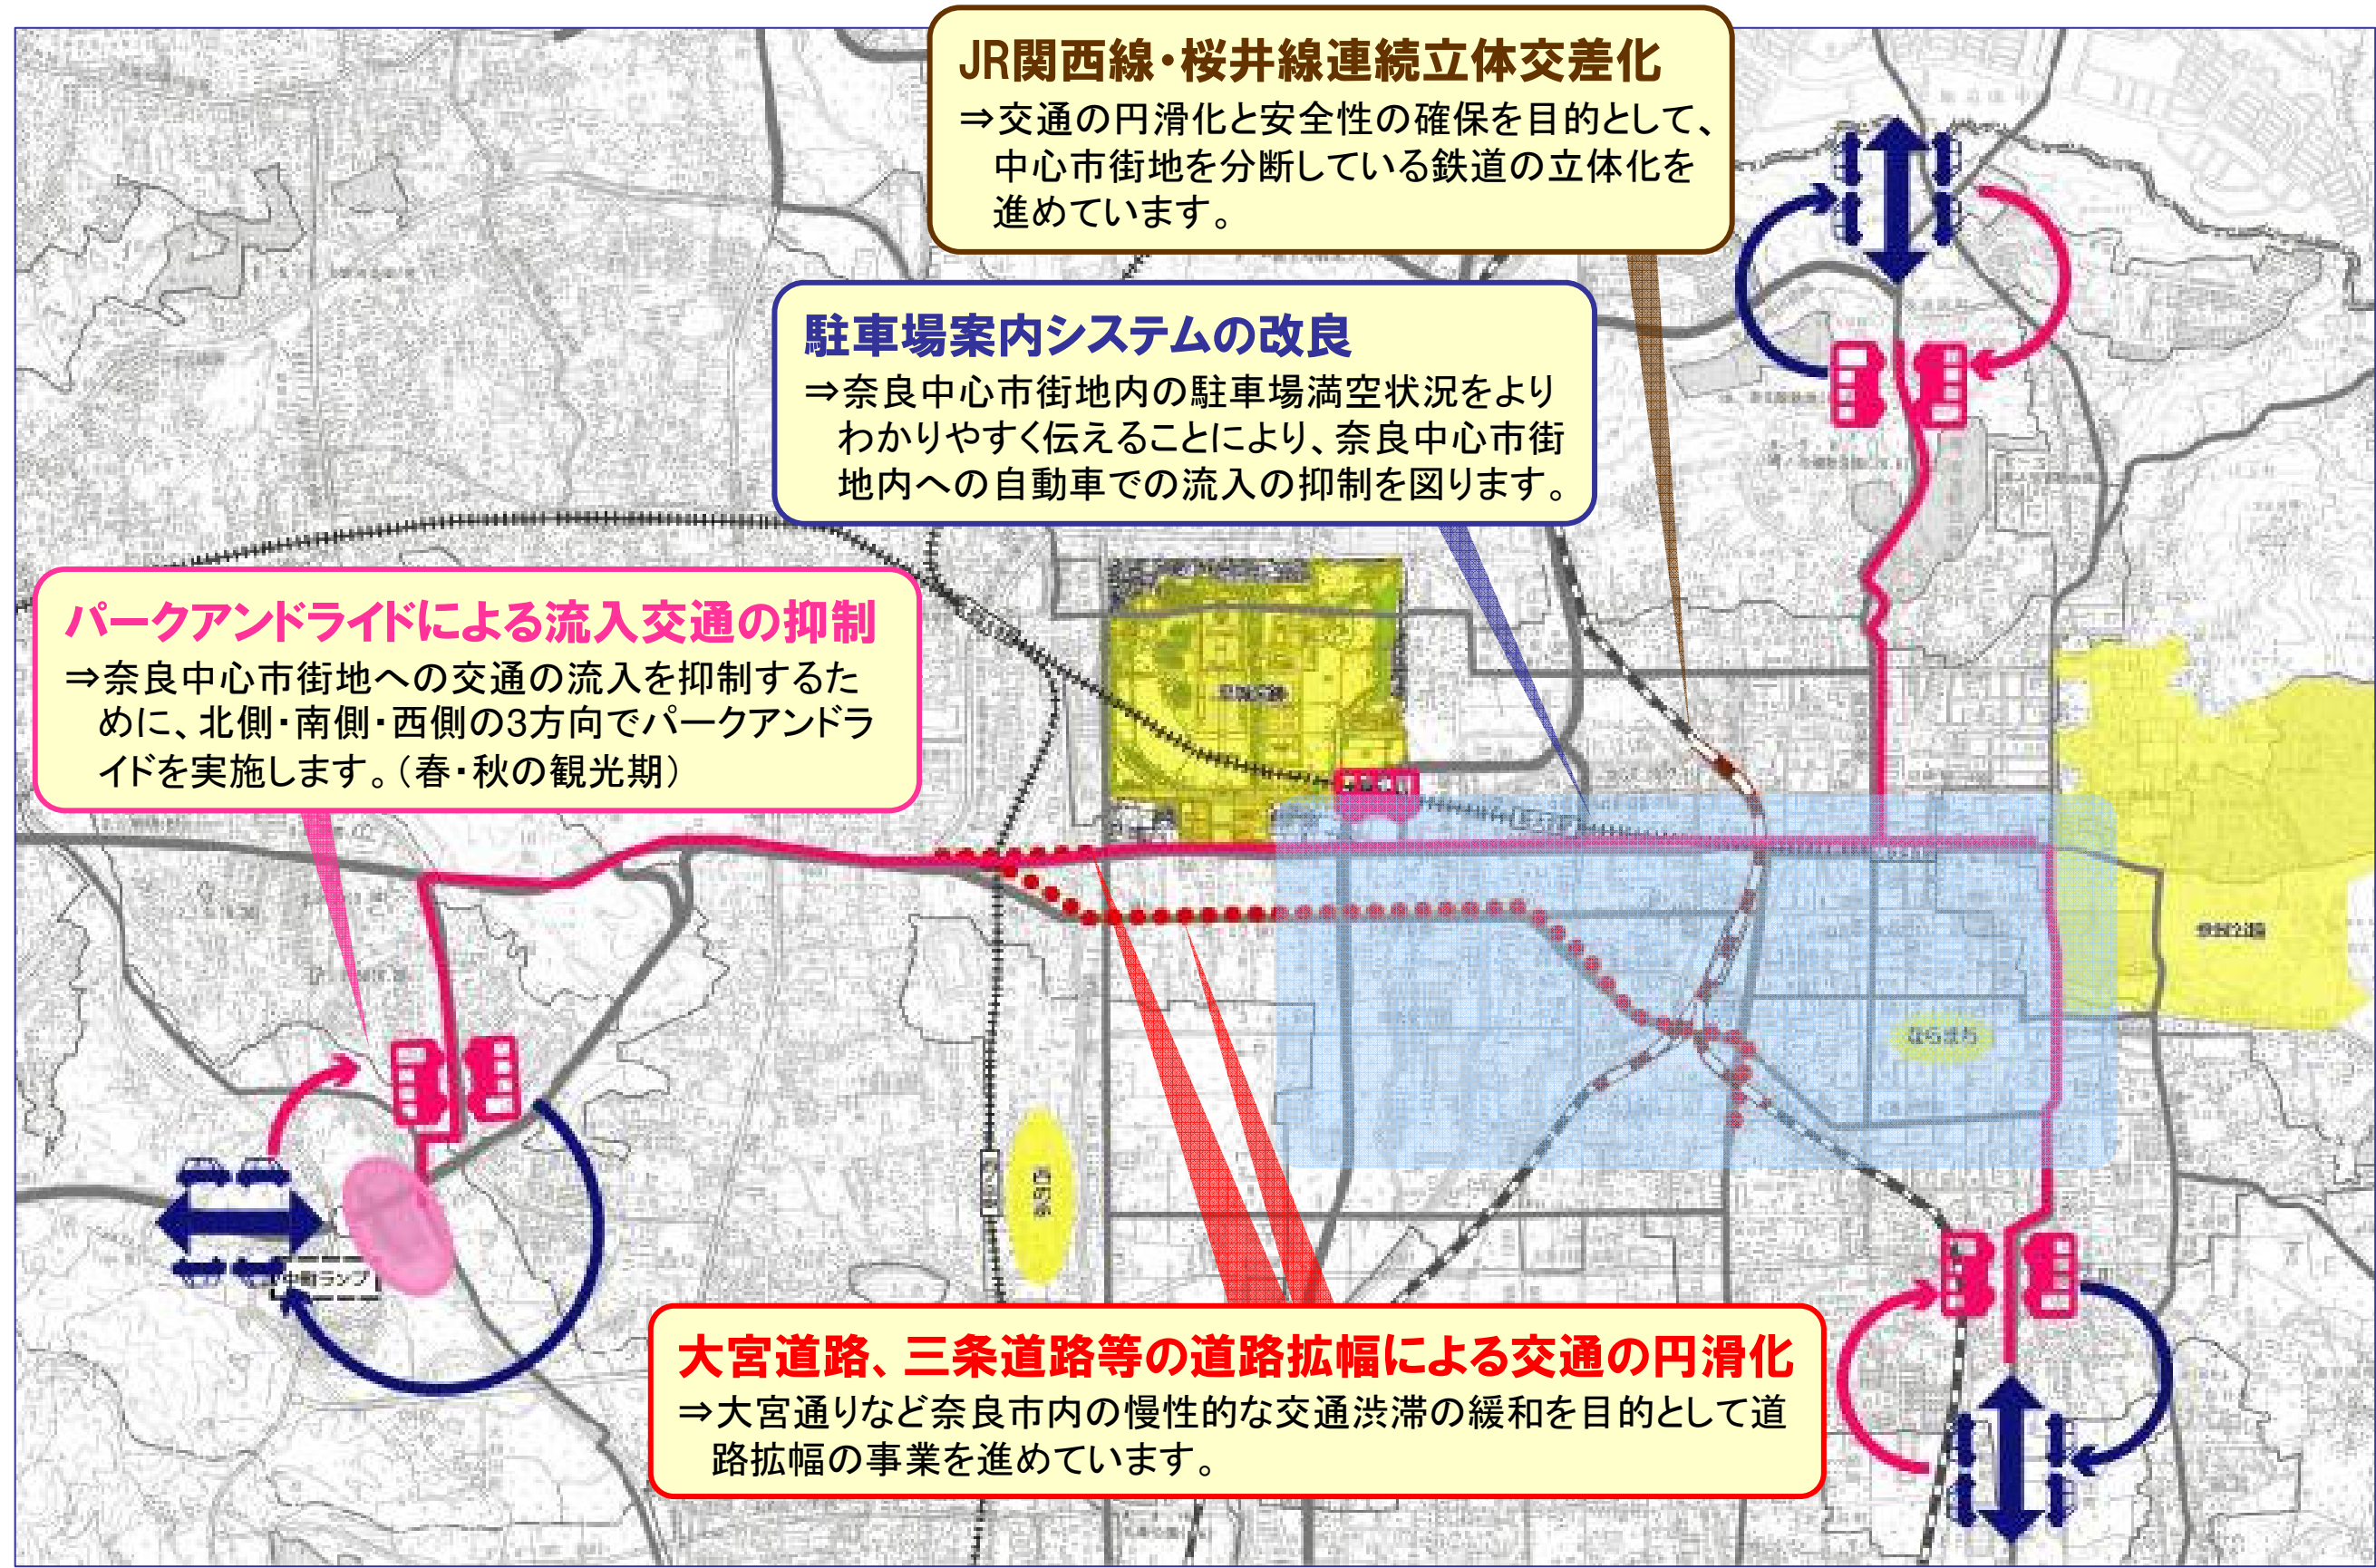 JR関西線・桜井線連続立体交差化
⇒交通の円滑化と安全性の確保を目的として、
中心市街地を分断している鉄道の立体化を
進めています。
駐車場案内システムの改良
⇒奈良中心市街地内の駐車場満空状況をより
わかりやすく伝えることにより、奈良中心市街
地内への自動車での流入の抑制を図ります。
パークアンドライドによる流入交通の抑制
⇒奈良中心市街地への交通の流入を抑制するた
めに、北側・南側・西側の3方向でパークアンドラ
イドを実施します。(春・秋の観光期)
ならまち
中町ランプ
大宮道路、三条道路等の道路拡幅による交通の円滑化
⇒大宮通りなど奈良市内の慢性的な交通渋滞の緩和を目的として道
路拡幅の事業を進めています。